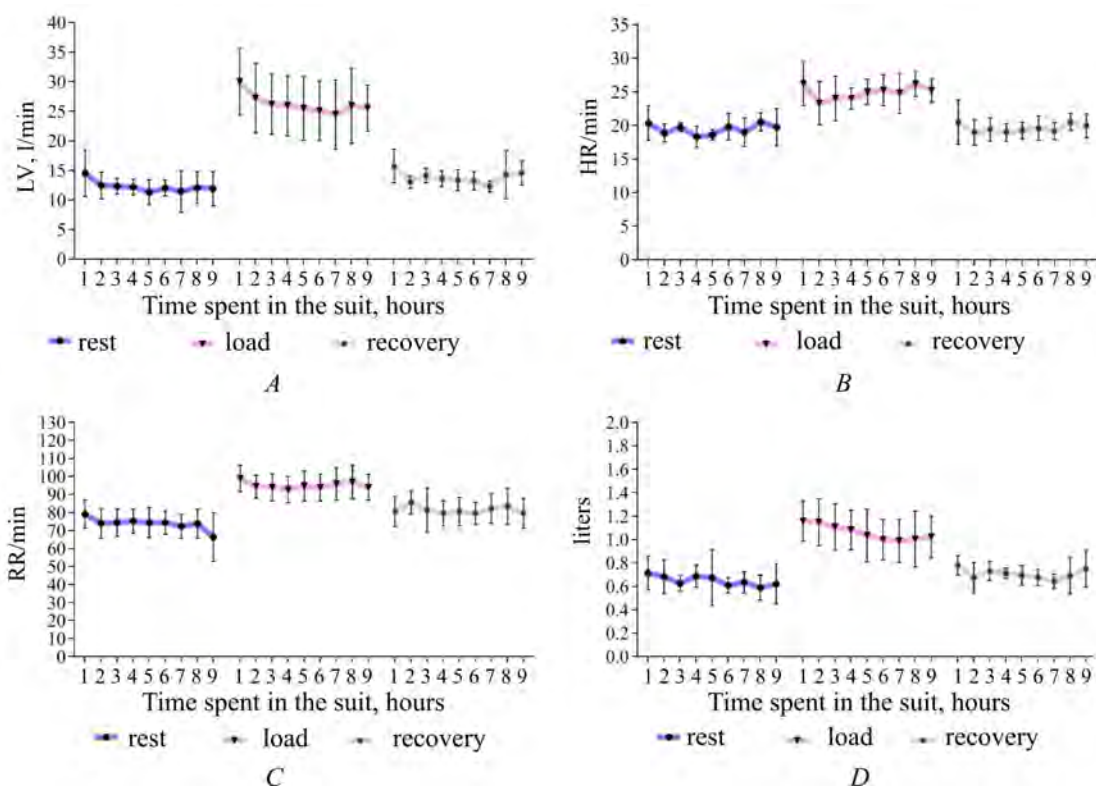 40
35
30
25
20
15
10
5
0
LV, l/min
1 2 3 4 5 6 7 8 9 1 2 3 4 5 6 7 8 9 1 2 3 4 5 6 7 8 9
Time spent in the suit, hours
rest load recovery
A
35
30
25
20
15
10
5
0
HR/min
1 2 3 4 5 6 7 8 9 1 2 3 4 5 6 7 8 9 1 2 3 4 5 6 7 8 9
Time spent in the suit, hours
rest load recovery
B
130
120
110
100
90
80
70
60
50
40
30
20
10
0
RR/min
1 2 3 4 5 6 7 8 9 1 2 3 4 5 6 7 8 9 1 2 3 4 5 6 7 8 9
Time spent in the suit, hours
rest load recovery
C
2.0
1.8
1.6
1.4
1.2
1.0
0.8
0.6
0.4
0.2
0.0
liters
1 2 3 4 5 6 7 8 9 1 2 3 4 5 6 7 8 9 1 2 3 4 5 6 7 8 9
Time spent in the suit, hours
rest load recovery
D